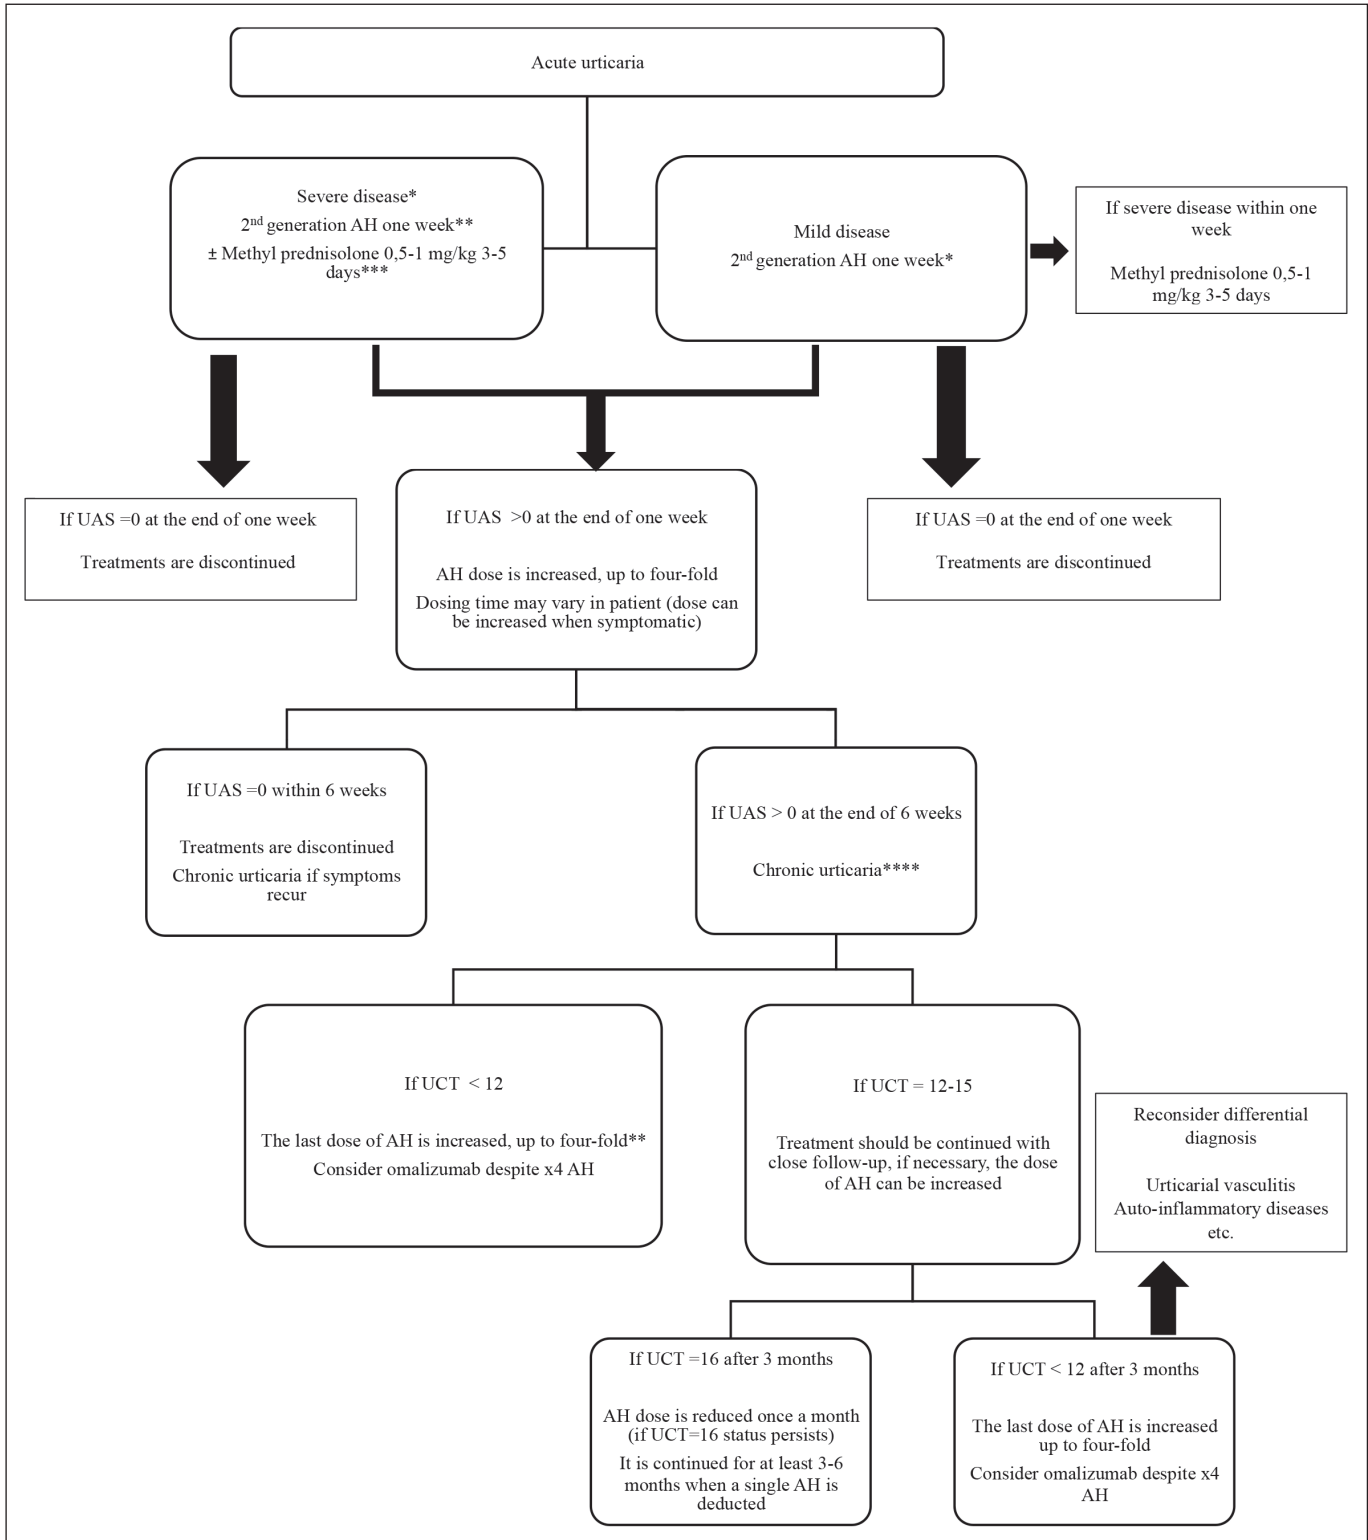 Acute urticaria
Severe disease*
2nd generation AH one week**
± Methyl prednisolone 0,5-1 mg/kg 3-5
days***
Mild disease
2nd generation AH one week*
If severe disease within one
week
Methyl prednisolone 0,5-1
mg/kg 3-5 days
If UAS =0 at the end of one week
Treatments are discontinued
If UAS >0 at the end of one week
AH dose is increased, up to four-fold
Dosing time may vary in patient (dose can
be increased when symptomatic)
If UAS =0 at the end of one week
Treatments are discontinued
If UAS =0 within 6 weeks
Treatments are discontinued
Chronic urticaria if symptoms
recur
If UAS > 0 at the end of 6 weeks
Chronic urticaria****
If UCT < 12
The last dose of AH is increased, up to four-fold**
Consider omalizumab despite x4 AH
If UCT = 12-15
Treatment should be continued with
close follow-up, if necessary, the dose
of AH can be increased
Reconsider differential
diagnosis
Urticarial vasculitis
Auto-inflammatory diseases
etc.
If UCT =16 after 3 months
AH dose is reduced once a month
(if UCT=16 status persists)
It is continued for at least 3-6
months when a single AH is
deducted
If UCT < 12 after 3 months
The last dose of AH is increased
up to four-fold
Consider omalizumab despite x4
AH